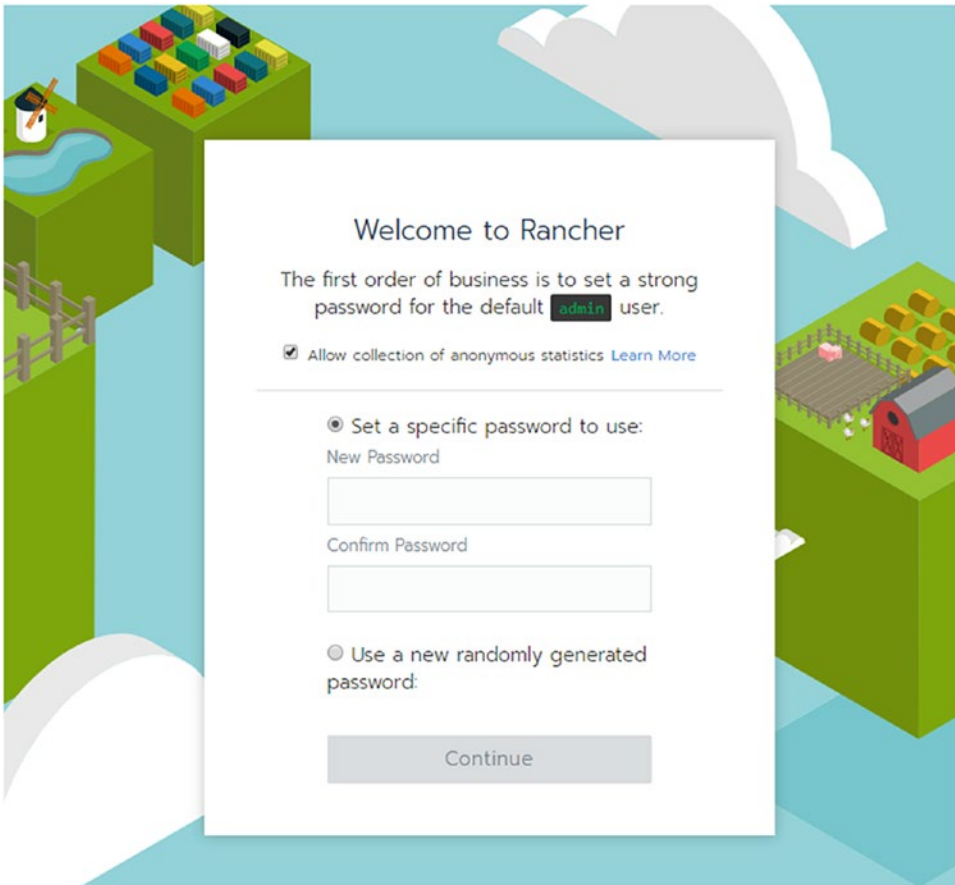 Welcome to Rancher
The first order of business is to set a strong
password for the default admin user.
Allow collection of anonymous statistics Learn More
Set a specific password to use:
New Password
Confirm Password
Use a new randomly generated
password:
Continue